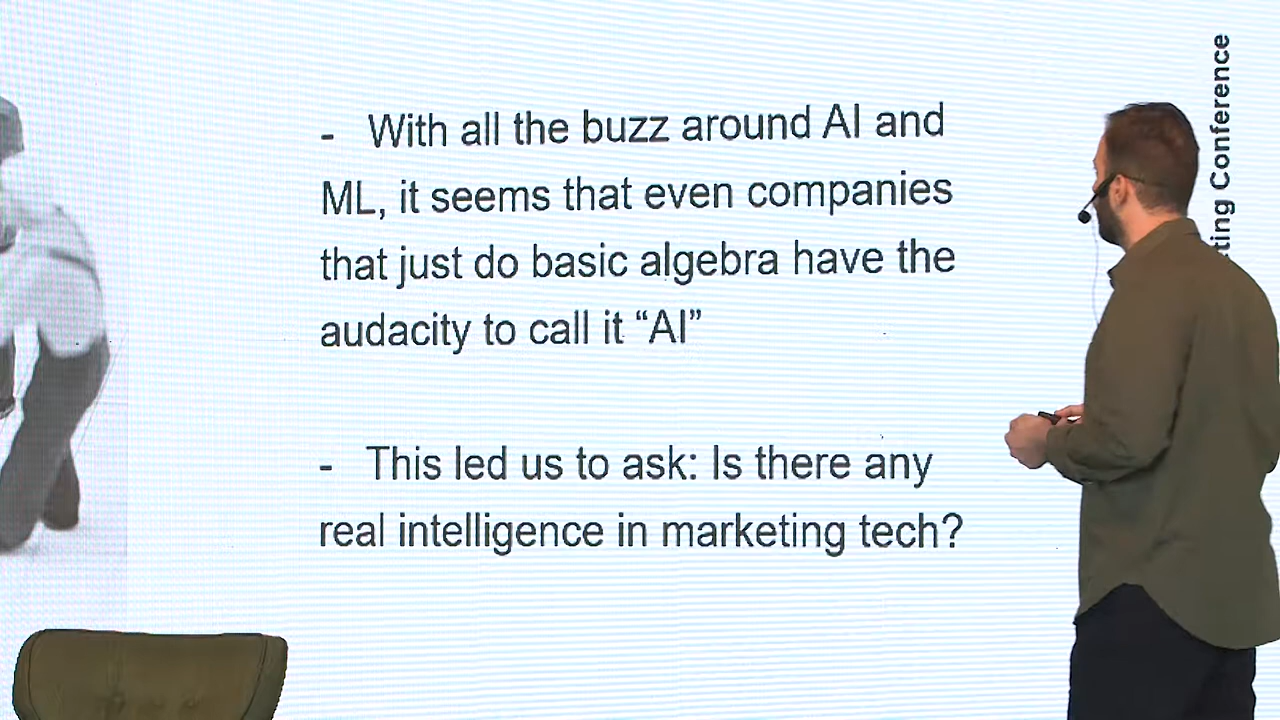 - With all the buzz around AI and
ML, it seems that even companies
that just do basic algebra have the
audacity to call it “AI”
- This led us to ask: Is there any
real intelligence in marketing tech?
Conference